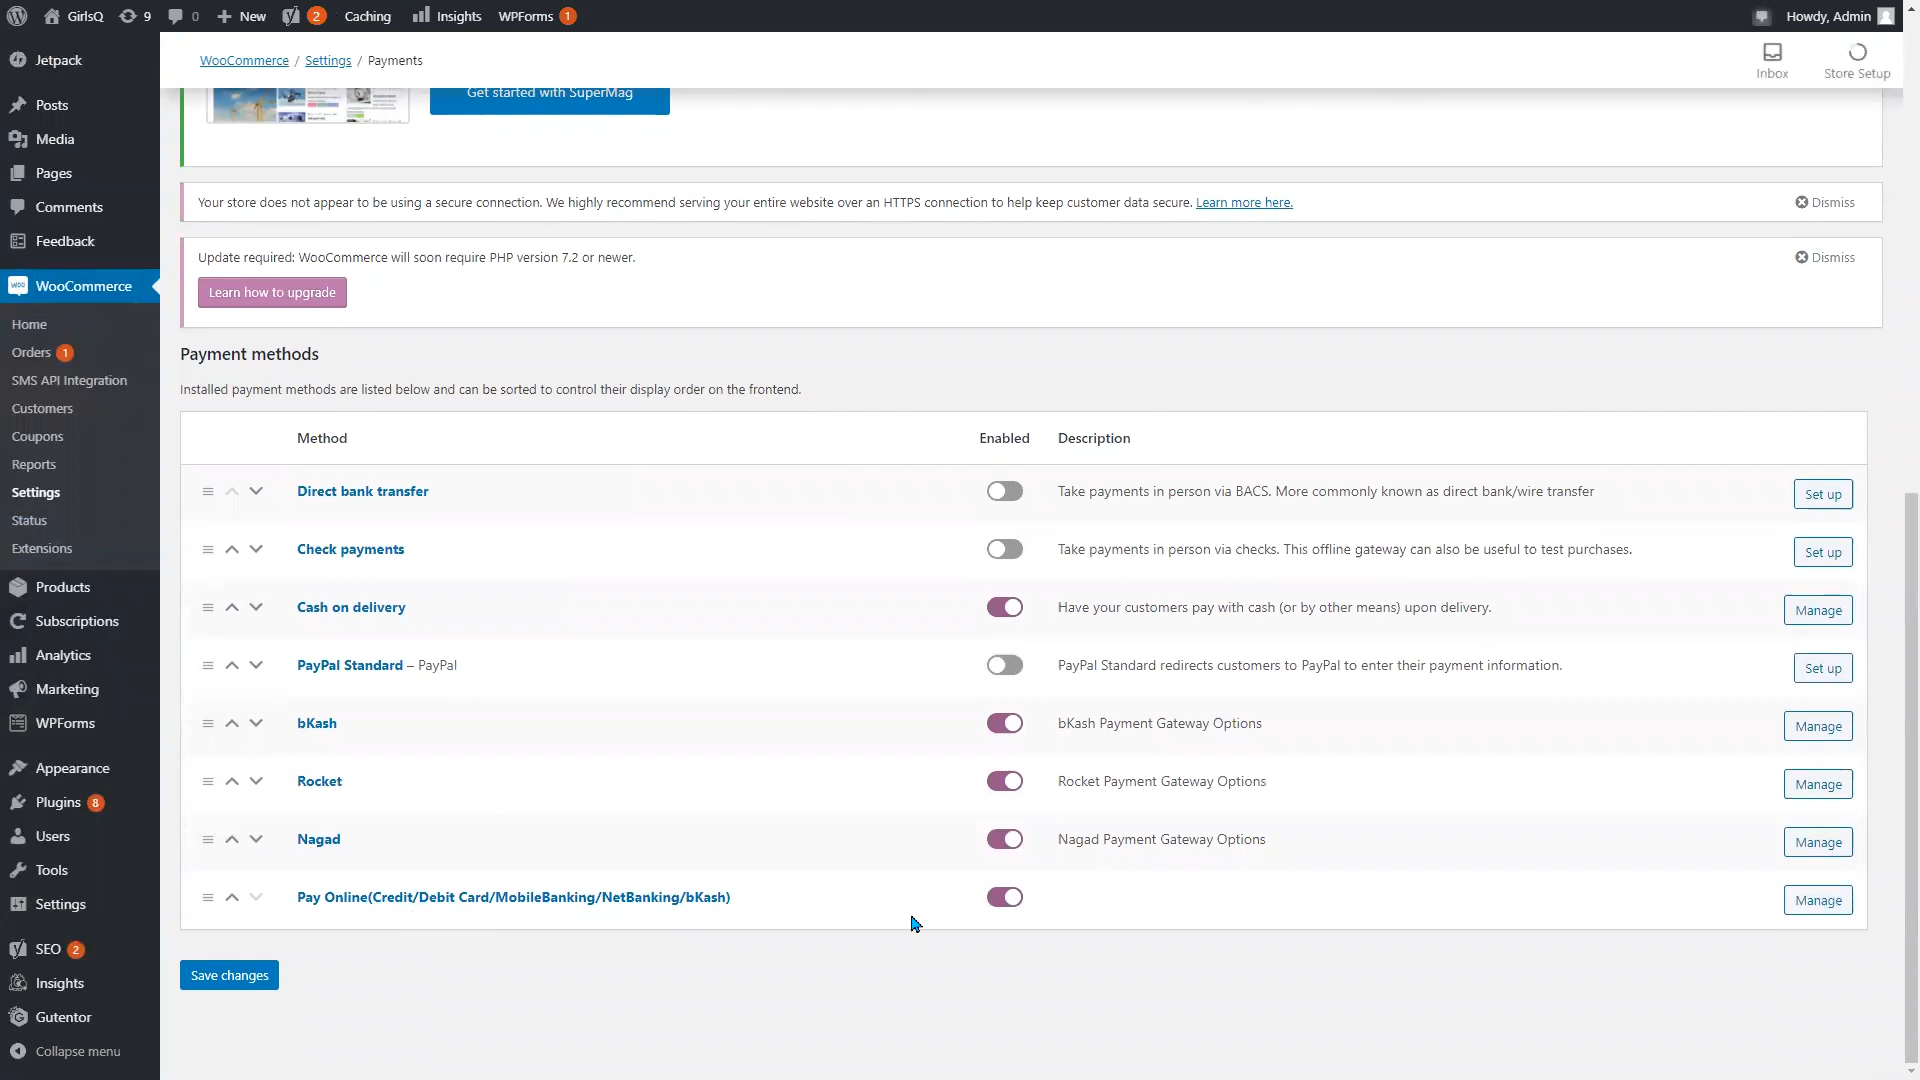 GirlsQ 9 0 New 2 Caching Insights WPForms 1 Howdy, Admin
Jetpack
Posts
Media
Pages
Comments
Feedback
WooCommerce
Home
Orders 1
SMS API Integration
Customers
Coupons
Reports
Settings
Status
Extensions
Products
Subscriptions
Analytics
Marketing
WPForms
Appearance
Plugins 8
Users
Tools
Settings
SEO 2
Insights
Gutentor
Collapse menu
WooCommerce / Settings / Payments
Inbox
Store Setup
Get started with SuperMag
Your store does not appear to be using a secure connection. We highly recommend serving your entire website over an HTTPS connection to help keep customer data secure. Learn more here. Dismiss
Update required: WooCommerce will soon require PHP version 7.2 or newer. Dismiss
Learn how to upgrade
Payment methods
Installed payment methods are listed below and can be sorted to control their display order on the frontend.
Method Enabled Description
Direct bank transfer Take payments in person via BACS. More commonly known as direct bank/wire transfer Set up
Check payments Take payments in person via checks. This offline gateway can also be useful to test purchases. Set up
Cash on delivery Have your customers pay with cash (or by other means) upon delivery. Manage
PayPal Standard – PayPal PayPal Standard redirects customers to PayPal to enter their payment information. Set up
bKash bKash Payment Gateway Options Manage
Rocket Rocket Payment Gateway Options Manage
Nagad Nagad Payment Gateway Options Manage
Pay Online(Credit/Debit Card/MobileBanking/NetBanking/bKash) Manage
Save changes